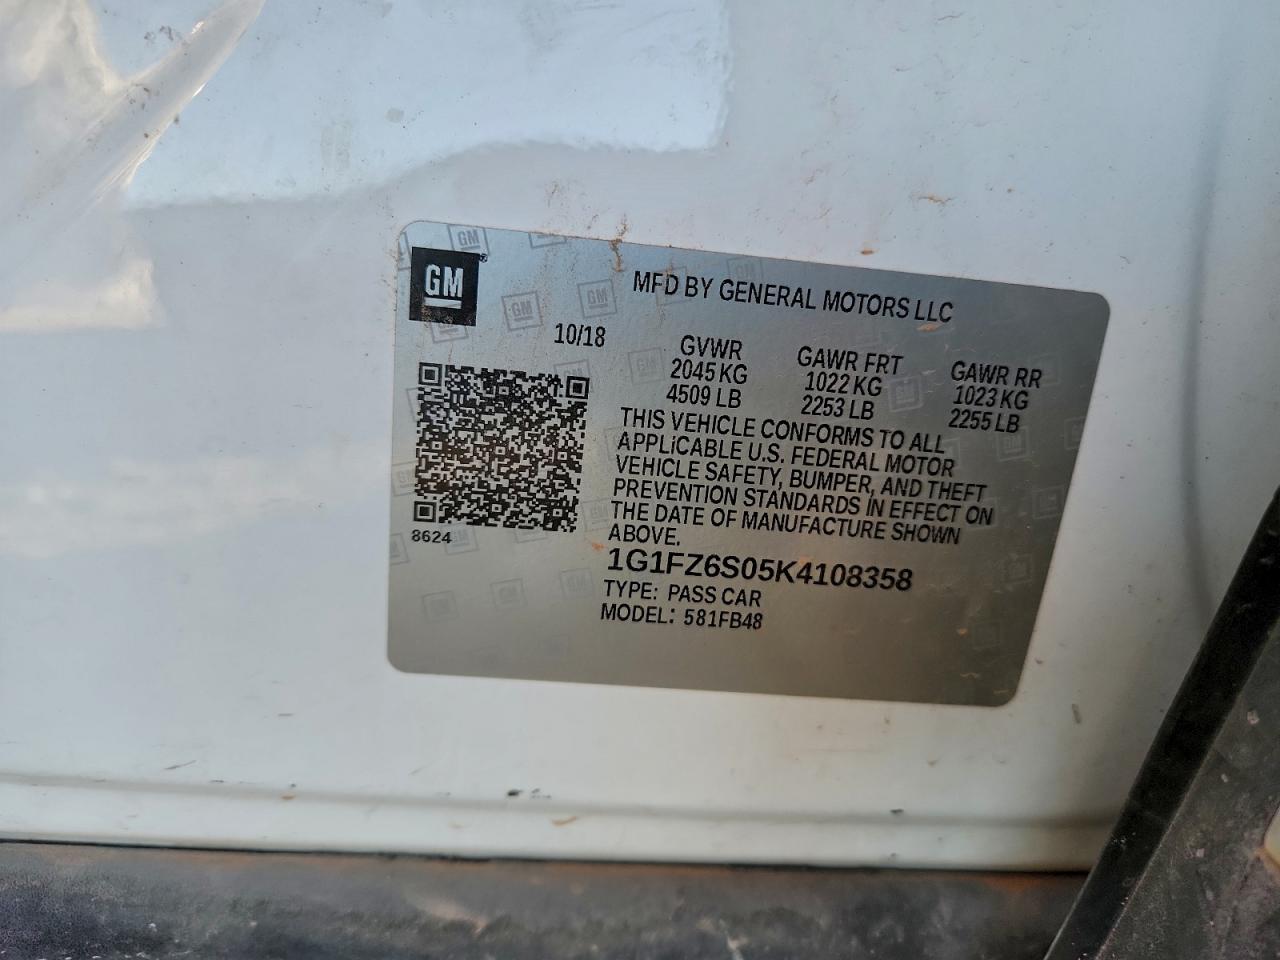 GM®
MFD BY GENERAL MOTORS LLC
10/18
GVWR
2045 KG
4509 LB
GAWR FRT
1022 KG
2253 LB
GAWR RR
1023 KG
2255 LB
THIS VEHICLE CONFORMS TO ALL
APPLiCABLE U.S. FEDERAL MOTOR
VEHICLE SAFETY, BUMPER, AND THEFT
PREVENTION STANDARDS IN EFFECT ON
THE DATE OF MANUFACTURE SHOWN
ABOVE.
8624
1G1FZ6S05K4108358
TYPE: PASS CAR
MODEL: 581FB48